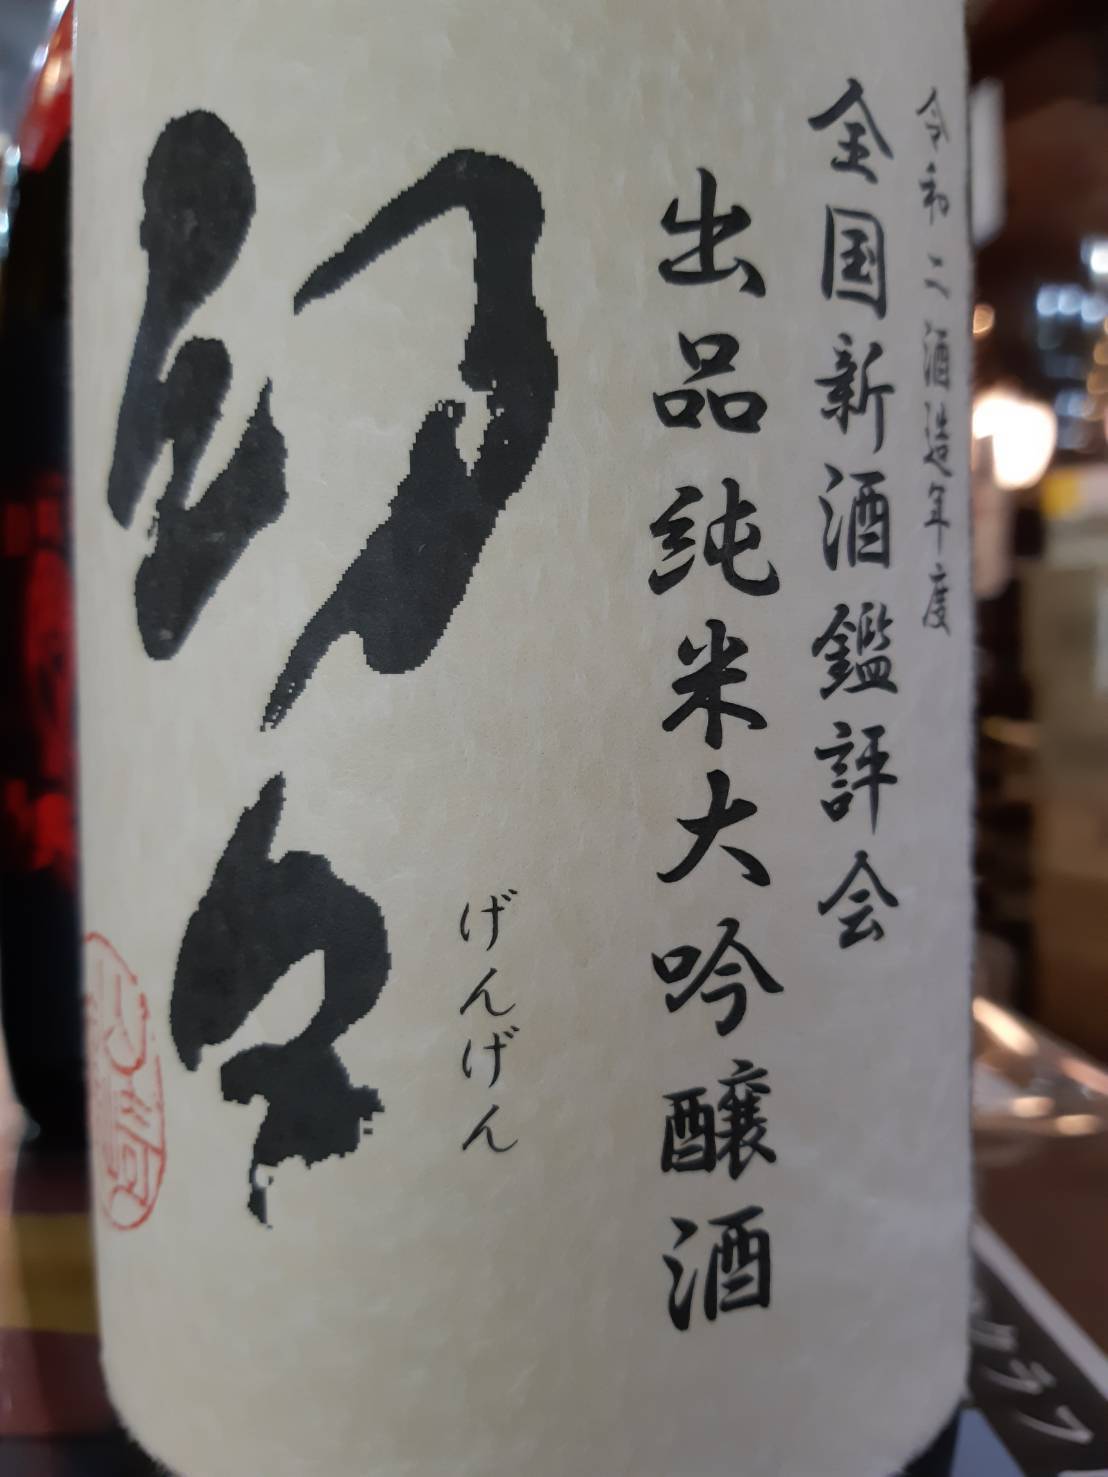 令和二酒造年度
全国新酒鑑評会
出品純米大吟醸酒
幻々
げんげん